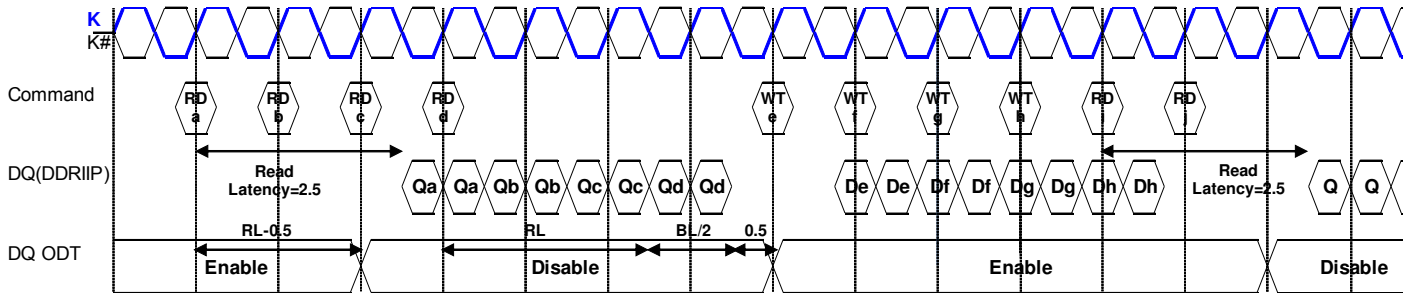 K
K#
Command
RD a RD b RD c RD d WT e WT f WT g WT h RD i RD j
Read Latency=2.5
Read Latency=2.5
DQ(DDRIIP)
Qa Qa Qb Qb Qc Qc Qd Qd De De Df Df Dg Dg Dh Dh Q Q
RL-0.5 RL BL/2 0.5
DQ ODT
Enable Disable Enable Disable